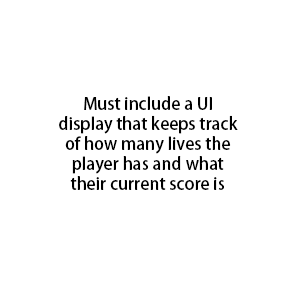 Must include a UI
display that keeps track
of how many lives the
player has and what
their current score is